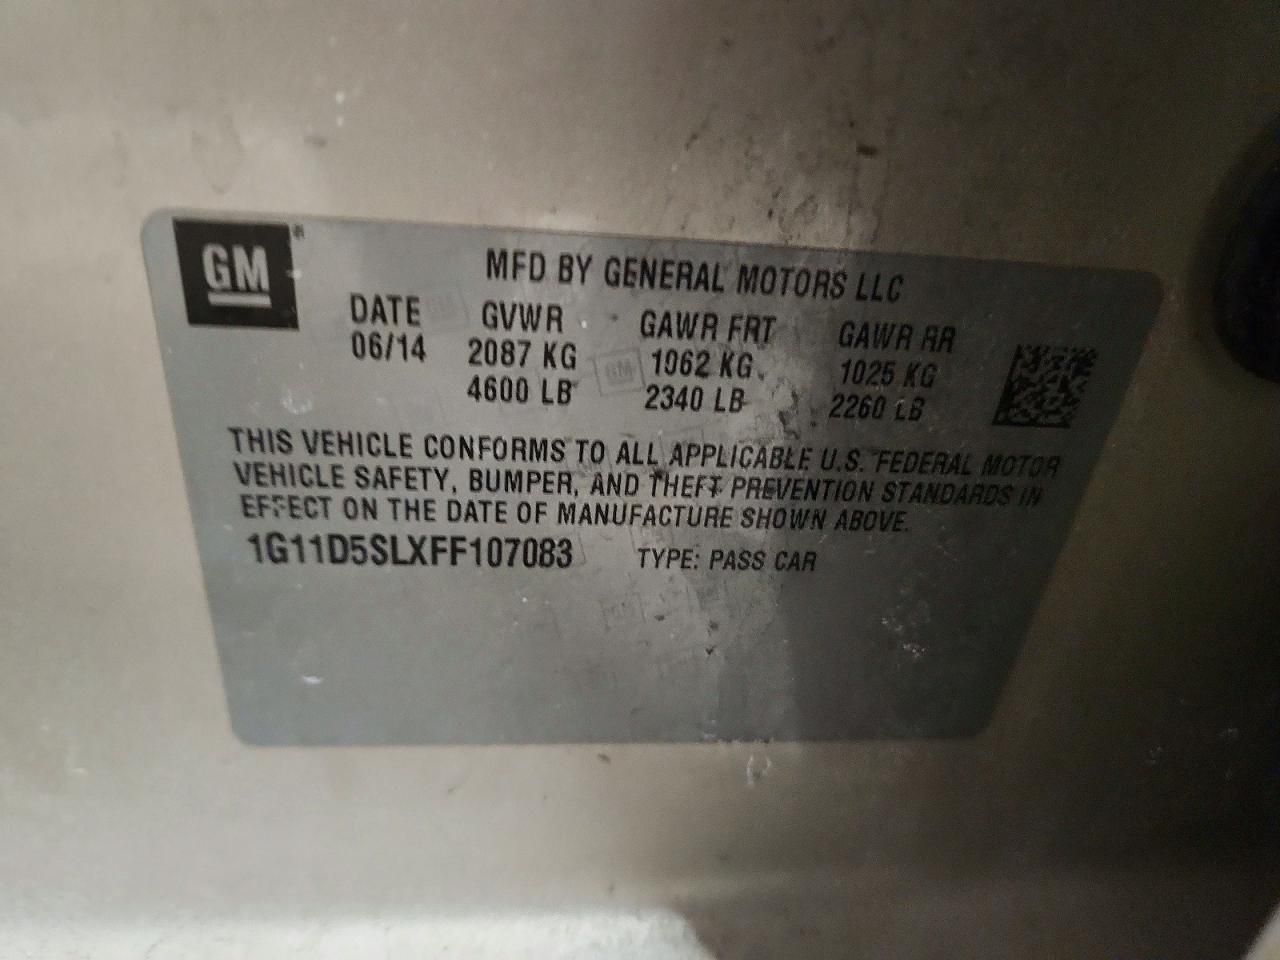 GM®
MFD BY GENERAL MOTORS LLC
DATE GVWR GAWR FRT GAWR RR
06/14 2087 KG 1062 KG 1025 KG
4600 LB 2340 LB 2260 LB
THIS VEHICLE CONFORMS TO ALL APPLICABLE U.S. FEDERAL MOTOR
VEHICLE SAFETY, BUMPER, AND THEFT PREVENTION STANDARDS IN
EFFECT ON THE DATE OF MANUFACTURE SHOWN ABOVE.
1G11D5SLXFF107083 TYPE: PASS CAR